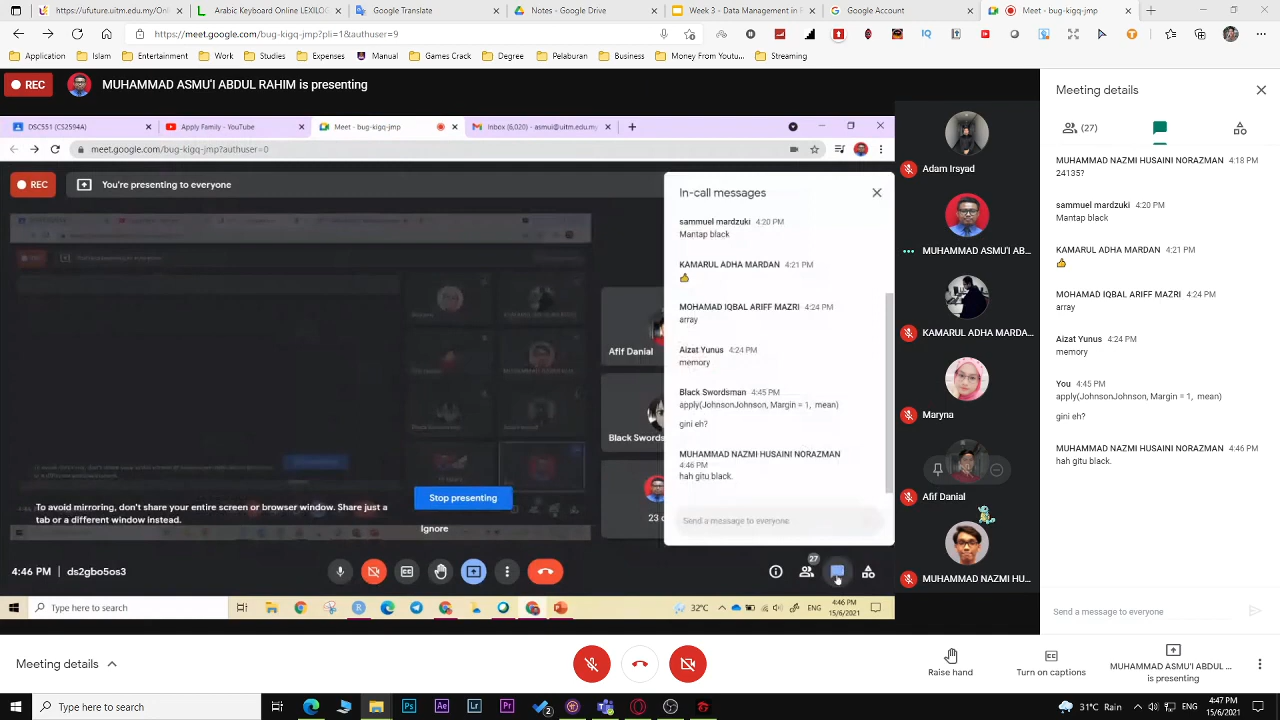 Online T
Arabic Keyboard Online LEXILOG
Notes - Google Drive
Week 3 - Mass Movement in
Google Account
Meet - bug-kigq-jmp
https://meet.google.com/bug-kigq-jmp?pli=1&authuser=9
Application
Islam
Entertainment
Work
Studies
Games Crack
Pelaburan
Business
Money from You...
Streaming
REC
MUHAMMAD ASMU'I ABDUL RAHIM is presenting
DSC551 (CS2594A)
Apply Family - YouTube
Meet - bug-kigq-jmp
Inbox (6,020) - asmui@uitm.edu.my
meet.google.com/bug-kigq-jmp?authuser=0
REC
You're presenting to everyone
In-call messages
sammuel mardzuki 4:20 PM
Mantap black
KAMARUL ADHA MARDAN 4:21 PM
👍
MOHAMAD IQBAL ARIFF MAZRI 4:24 PM
array
Aizat Yunus 4:24 PM
memory
Black Swordsman 4:45 PM
apply(JohnsonJohnson, Margin = 1, mean)
gini eh?
MUHAMMAD NAZMI HUSAINI NORAZMAN
4:46 PM
hah gitu black.
Send a message to everyone
Afif Danial
Black Swords
23 o
To avoid mirroring, don't share your entire screen or browser window. Share just a
tab or a different window instead.
Stop presenting
Ignore
4:46 PM | ds2gbo5os3
27
Type here to search
32°C
ENG
4:46 PM
15/6/2021
Adam Irsyad
MUHAMMAD ASMU'I AB...
KAMARUL ADHA MARDA...
Maryna
Afif Danial
MUHAMMAD NAZMI HU...
Meeting details
(27)
MUHAMMAD NAZMI HUSAINI NORAZMAN 4:18 PM
24135?
sammuel mardzuki 4:20 PM
Mantap black
KAMARUL ADHA MARDAN 4:21 PM
👍
MOHAMAD IQBAL ARIFF MAZRI 4:24 PM
array
Aizat Yunus 4:24 PM
memory
You 4:45 PM
apply(JohnsonJohnson, Margin = 1, mean)
gini eh?
MUHAMMAD NAZMI HUSAINI NORAZMAN 4:46 PM
hah gitu black.
Send a message to everyone
Meeting details
Raise hand
Turn on captions
MUHAMMAD ASMU'I ABDUL ...
is presenting
Type here to search
31°C Rain
ENG
4:47 PM
15/6/2021